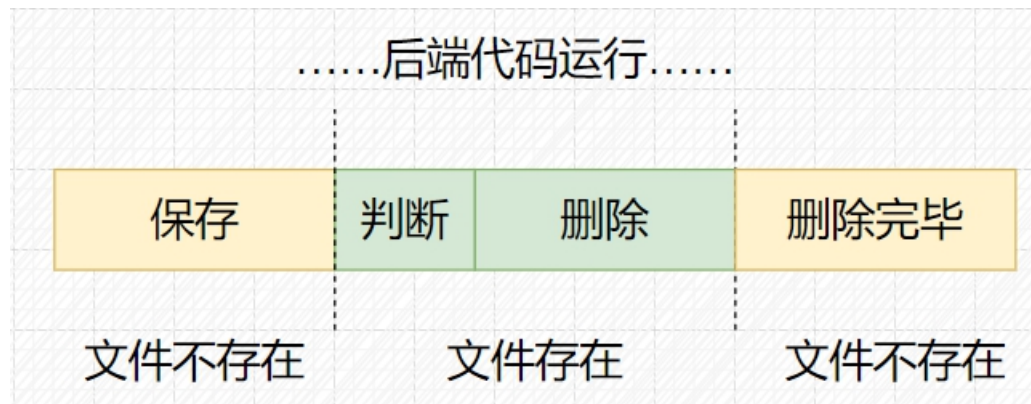 ……后端代码运行……
保存 判断 删除 删除完毕
文件不存在 文件存在 文件不存在